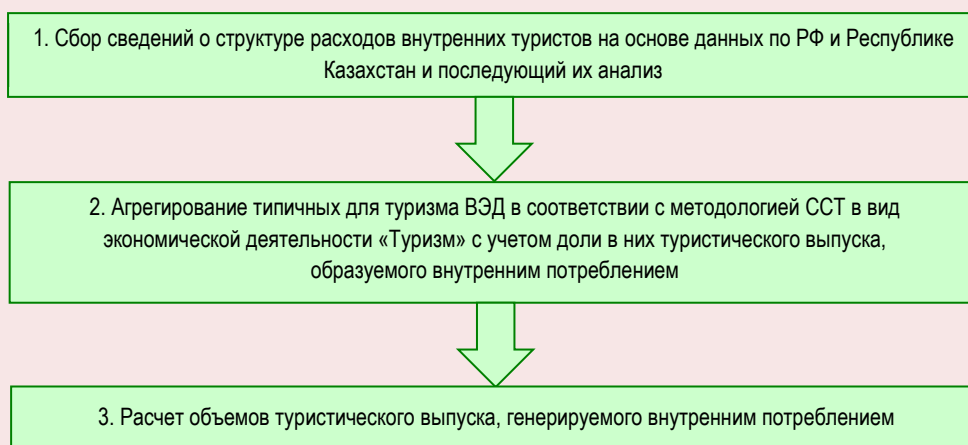 1. Сбор сведений о структуре расходов внутренних туристов на основе данных по РФ и Республике
Казахстан и последующий их анализ
2. Агрегирование типичных для туризма ВЭД в соответствии с методологией ССТ в вид
экономической деятельности «Туризм» с учетом доли в них туристического выпуска,
образуемого внутренним потреблением
3. Расчет объемов туристического выпуска, генерируемого внутренним потреблением